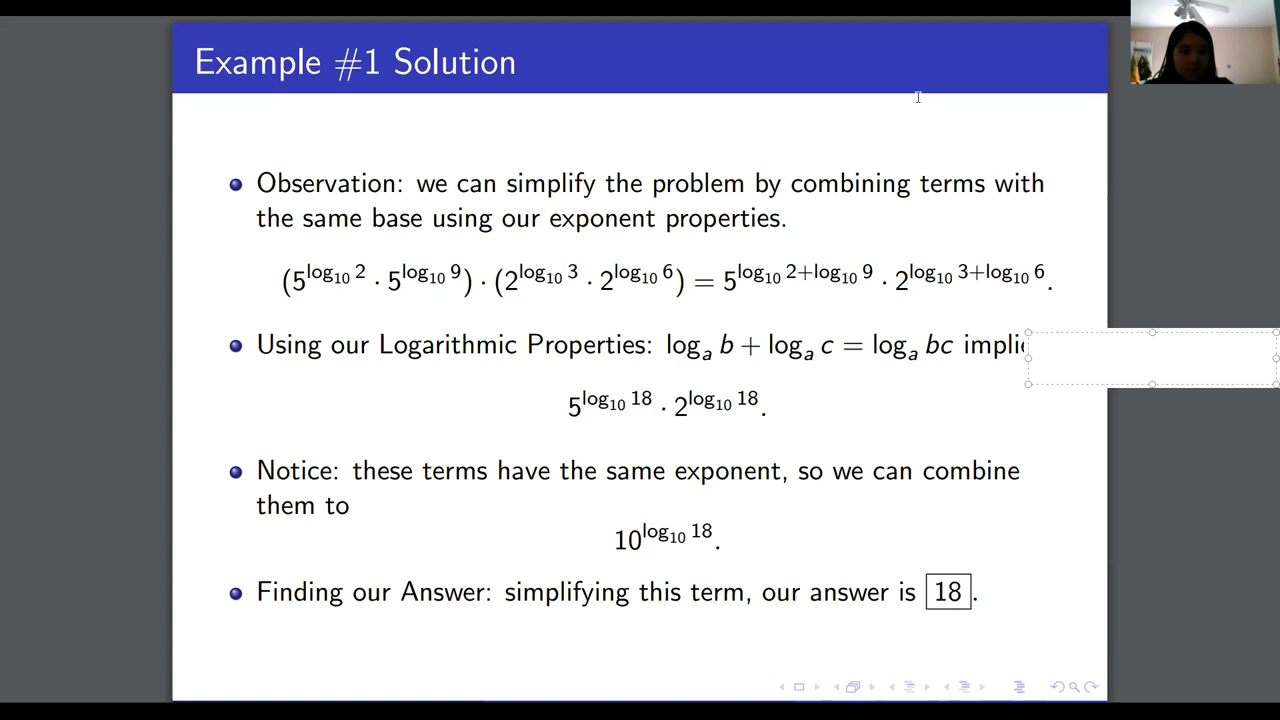 Example #1 Solution
Observation: we can simplify the problem by combining terms with
the same base using our exponent properties.
(5^{log_{10} 2} · 5^{log_{10} 9}) · (2^{log_{10} 3} · 2^{log_{10} 6}) = 5^{log_{10} 2+log_{10} 9} · 2^{log_{10} 3+log_{10} 6}.
Using our Logarithmic Properties: log_a b + log_a c = log_a bc
5^{log_{10} 18} · 2^{log_{10} 18}.
Notice: these terms have the same exponent, so we can combine
them to
10^{log_{10} 18}.
Finding our Answer: simplifying this term, our answer is 18.